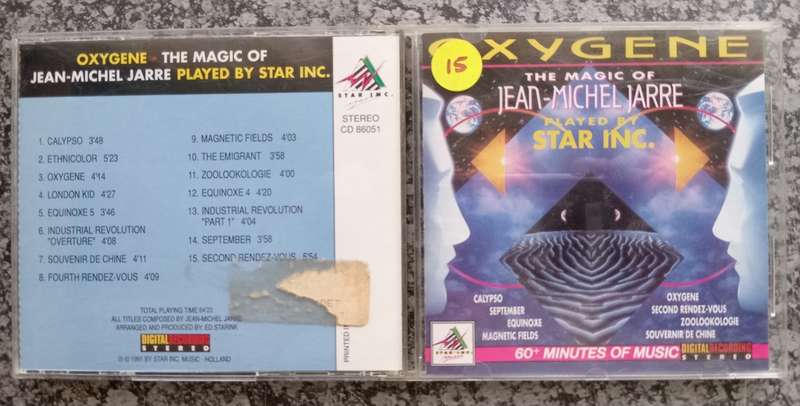 OXYGENE - THE MAGIC OF
JEAN-MICHEL JARRE PLAYED BY STAR INC.
STAR INC.
STEREO
CD 86051
1. CALYPSO 3'48
2. ETHNICOLOR 5'23
3. OXYGENE 4'14
4. LONDON KID 4'27
5. EQUINOXE 5 3'46
6. INDUSTRIAL REVOLUTION
"OVERTURE" 4'08
7. SOUVENIR DE CHINE 4'11
8. FOURTH RENDEZ-VOUS 4'09
9. MAGNETIC FIELDS 4'03
10. THE EMIGRANT 3'58
11. ZOOLOOKOLOGIE 4'00
12. EQUINOXE 4 4'20
13. INDUSTRIAL REVOLUTION
"PART 1" 4'04
14. SEPTEMBER 3'58
15. SECOND RENDEZ-VOUS 5'54
TOTAL PLAYING TIME
ALL TITLES COMPOSED BY JEAN-MICHEL JARRE
ARRANGED AND PRODUCED BY: ED STARINK
DIGITAL RECORDING
STEREO
℗ © 1991 BY STAR INC. MUSIC - HOLLAND
PRINTED IN
OXYGENE
15
THE MAGIC OF
JEAN-MICHEL JARRE
PLAYED BY
STAR INC.
CALYPSO
SEPTEMBER
EQUINOXE
MAGNETIC FIELDS
OXYGENE
SECOND RENDEZ-VOUS
ZOOLOOKOLOGIE
SOUVENIR DE CHINE
DIGITAL RECORDING
STEREO
60+ MINUTES OF MUSIC